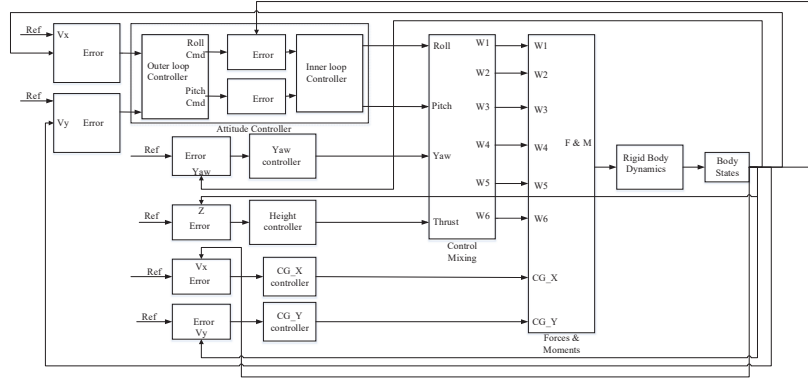 Ref
Vx
Error
Ref
Vy
Error
Outer loop
Controller
Roll
Cmd
Pitch
Cmd
Error
Error
Inner loop
Controller
Attitude Controller
Ref
Error
Yaw
Yaw
controller
Ref
Z
Error
Height
controller
Ref
Vx
Error
CG_X
controller
Ref
Error
Vy
CG_Y
controller
Roll
Pitch
Yaw
Thrust
W1
W2
W3
W4
W5
W6
Control
Mixing
W1
W2
W3
W4
W5
W6
CG_X
CG_Y
F & M
Forces &
Moments
Rigid Body
Dynamics
Body
States